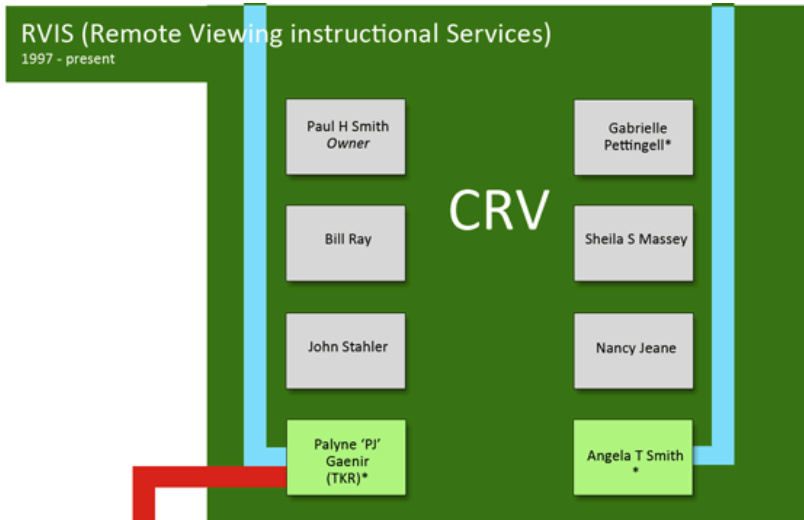 RVIS (Remote Viewing instructional Services)
1997 - present
Paul H Smith
Owner
Gabrielle
Pettingell*
CRV
Bill Ray
Sheila S Massey
John Stahler
Nancy Jeane
Palyne ‘PJ’
Gaenir
(TKR)*
Angela T Smith
*